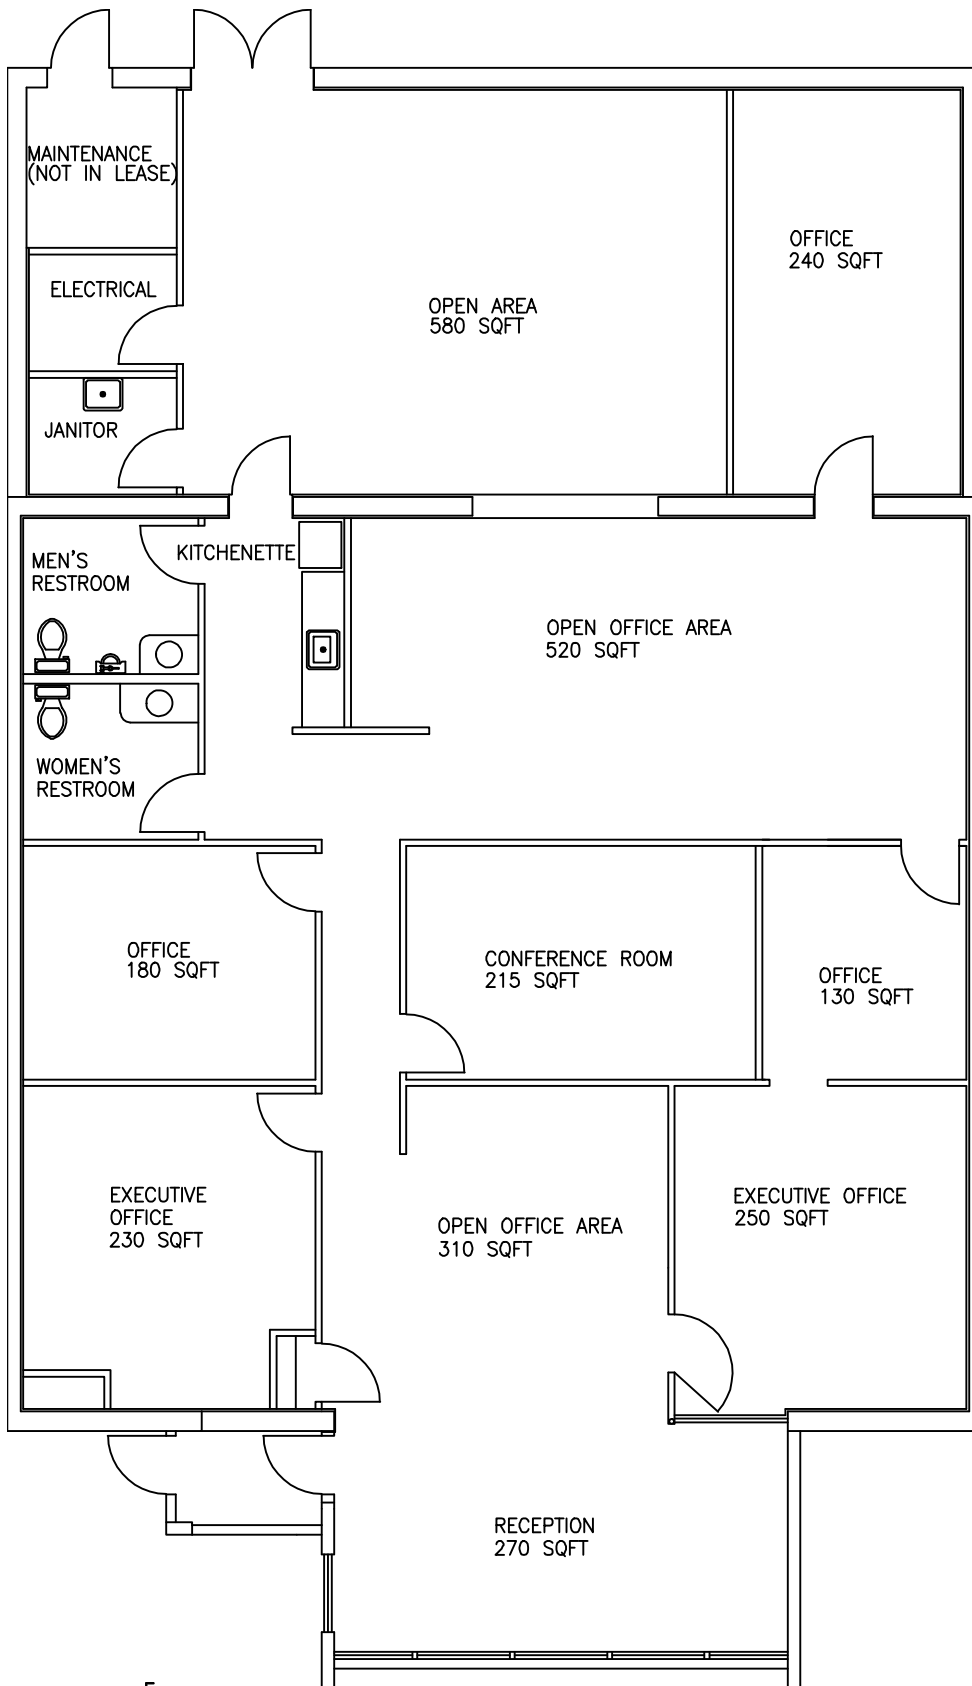 MAINTENANCE
(NOT IN LEASE)
OFFICE
240 SQFT
ELECTRICAL
OPEN AREA
580 SQFT
JANITOR
MEN'S
RESTROOM
KITCHENETTE
OPEN OFFICE AREA
520 SQFT
WOMEN'S
RESTROOM
OFFICE
180 SQFT
CONFERENCE ROOM
215 SQFT
OFFICE
130 SQFT
EXECUTIVE
OFFICE
230 SQFT
OPEN OFFICE AREA
310 SQFT
EXECUTIVE OFFICE
250 SQFT
RECEPTION
270 SQFT